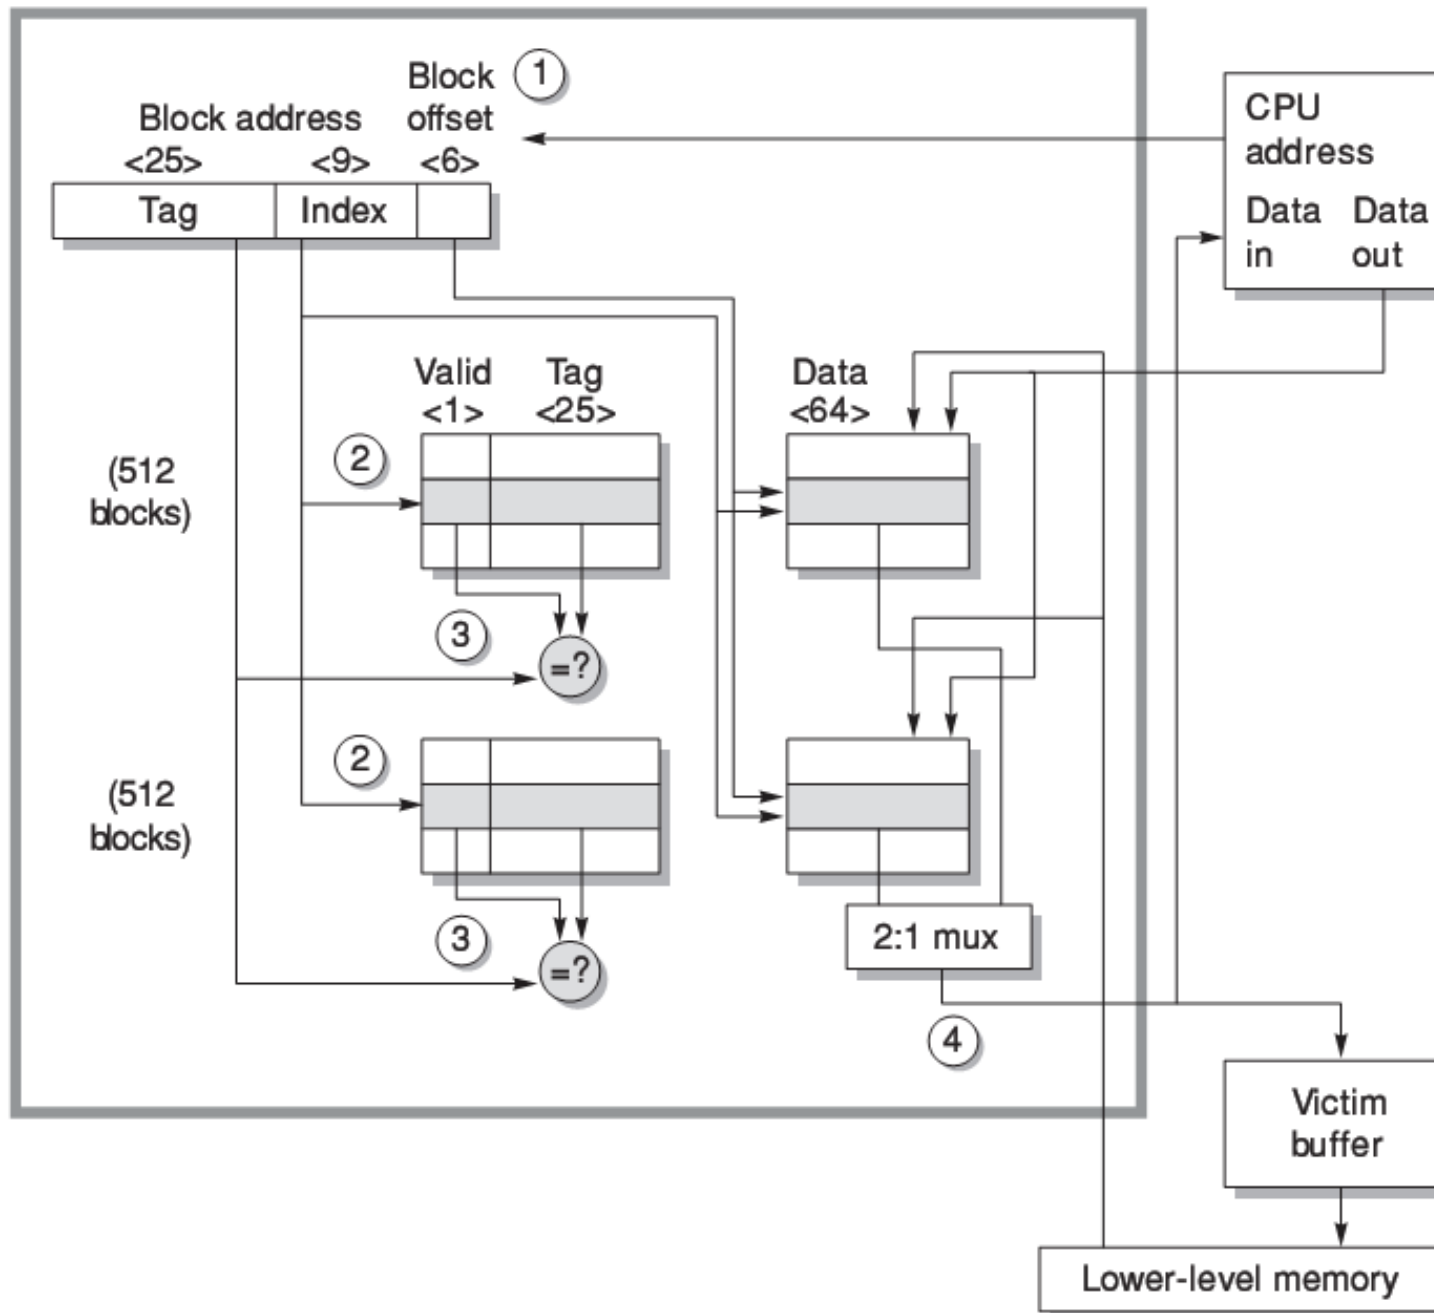 Block
offset
1
Block address
<25>
<9>
<6>
Tag
Index
CPU
address
Data
in
Data
out
Valid
<1>
Tag
<25>
Data
<64>
(512
blocks)
2
3
=?
(512
blocks)
2
3
=?
2:1 mux
4
Victim
buffer
Lower-level memory